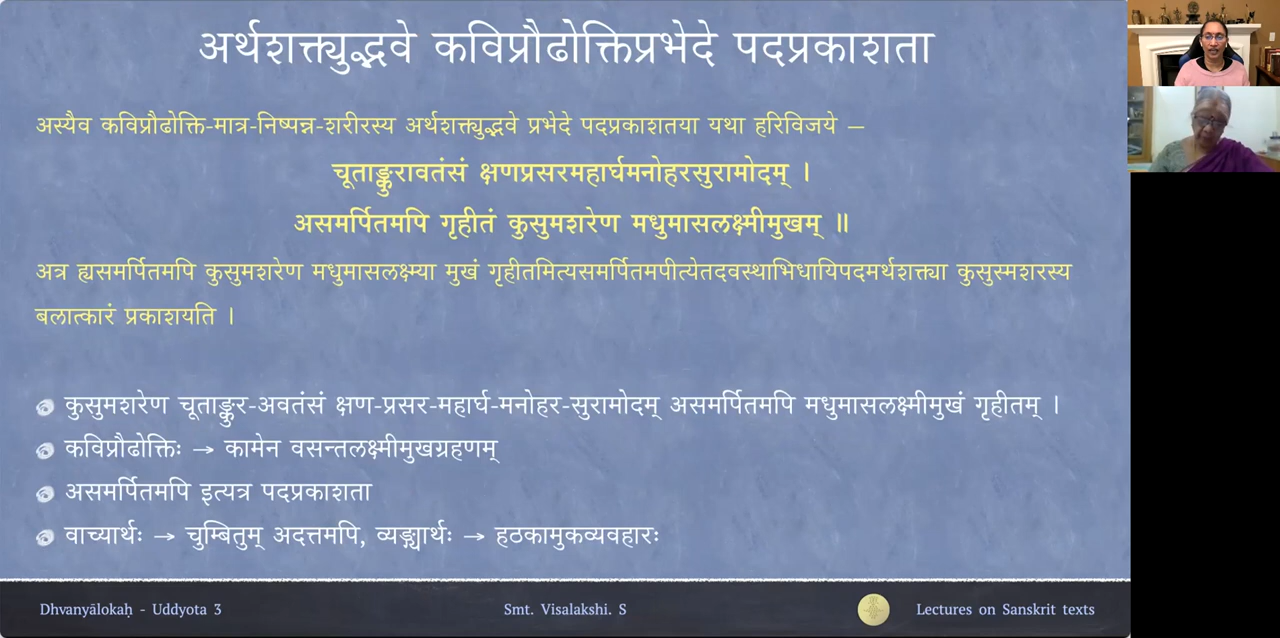 अर्थशक्त्युद्भवे कविप्रौढोक्तिप्रभेदे पदप्रकाशता
अस्यैव कविप्रौढोक्ति-मात्र-निष्पन्न-शरीरस्य अर्थशक्त्युद्भवे प्रभेदे पदप्रकाशतया यथा हरिविजये –
चूताङ्कुरावतंसं क्षणप्रसरमहार्घमनोहरसुरामोदम् ।
असमर्पितमपि गृहीतं कुसुमशरेण मधुमासलक्ष्मीमुखम् ॥
अत्र ह्यसमर्पितमपि कुसुमशरेण मधुमासलक्ष्म्या मुखं गृहीतमित्यसमर्पितमपीत्येतदवस्थाभिधायिपदमर्थशक्त्या कुसुस्मशरस्य
बलात्कारं प्रकाशयति ।
कुसुमशरेण चूताङ्कुर-अवतंसं क्षण-प्रसर-महार्घ-मनोहर-सुरामोदम् असमर्पितमपि मधुमासलक्ष्मीमुखं गृहीतम् ।
कविप्रौढोक्तिः → कामेन वसन्तलक्ष्मीमुखग्रहणम्
असमर्पितमपि इत्यत्र पदप्रकाशता
वाच्यार्थः → चुम्बितुम् अदत्तमपि, व्यङ्ग्यार्थः → हठकामुकव्यवहारः
Dhvanyālokaḥ - Uddyota 3 Smt. Visalakshi. S Lectures on Sanskrit texts